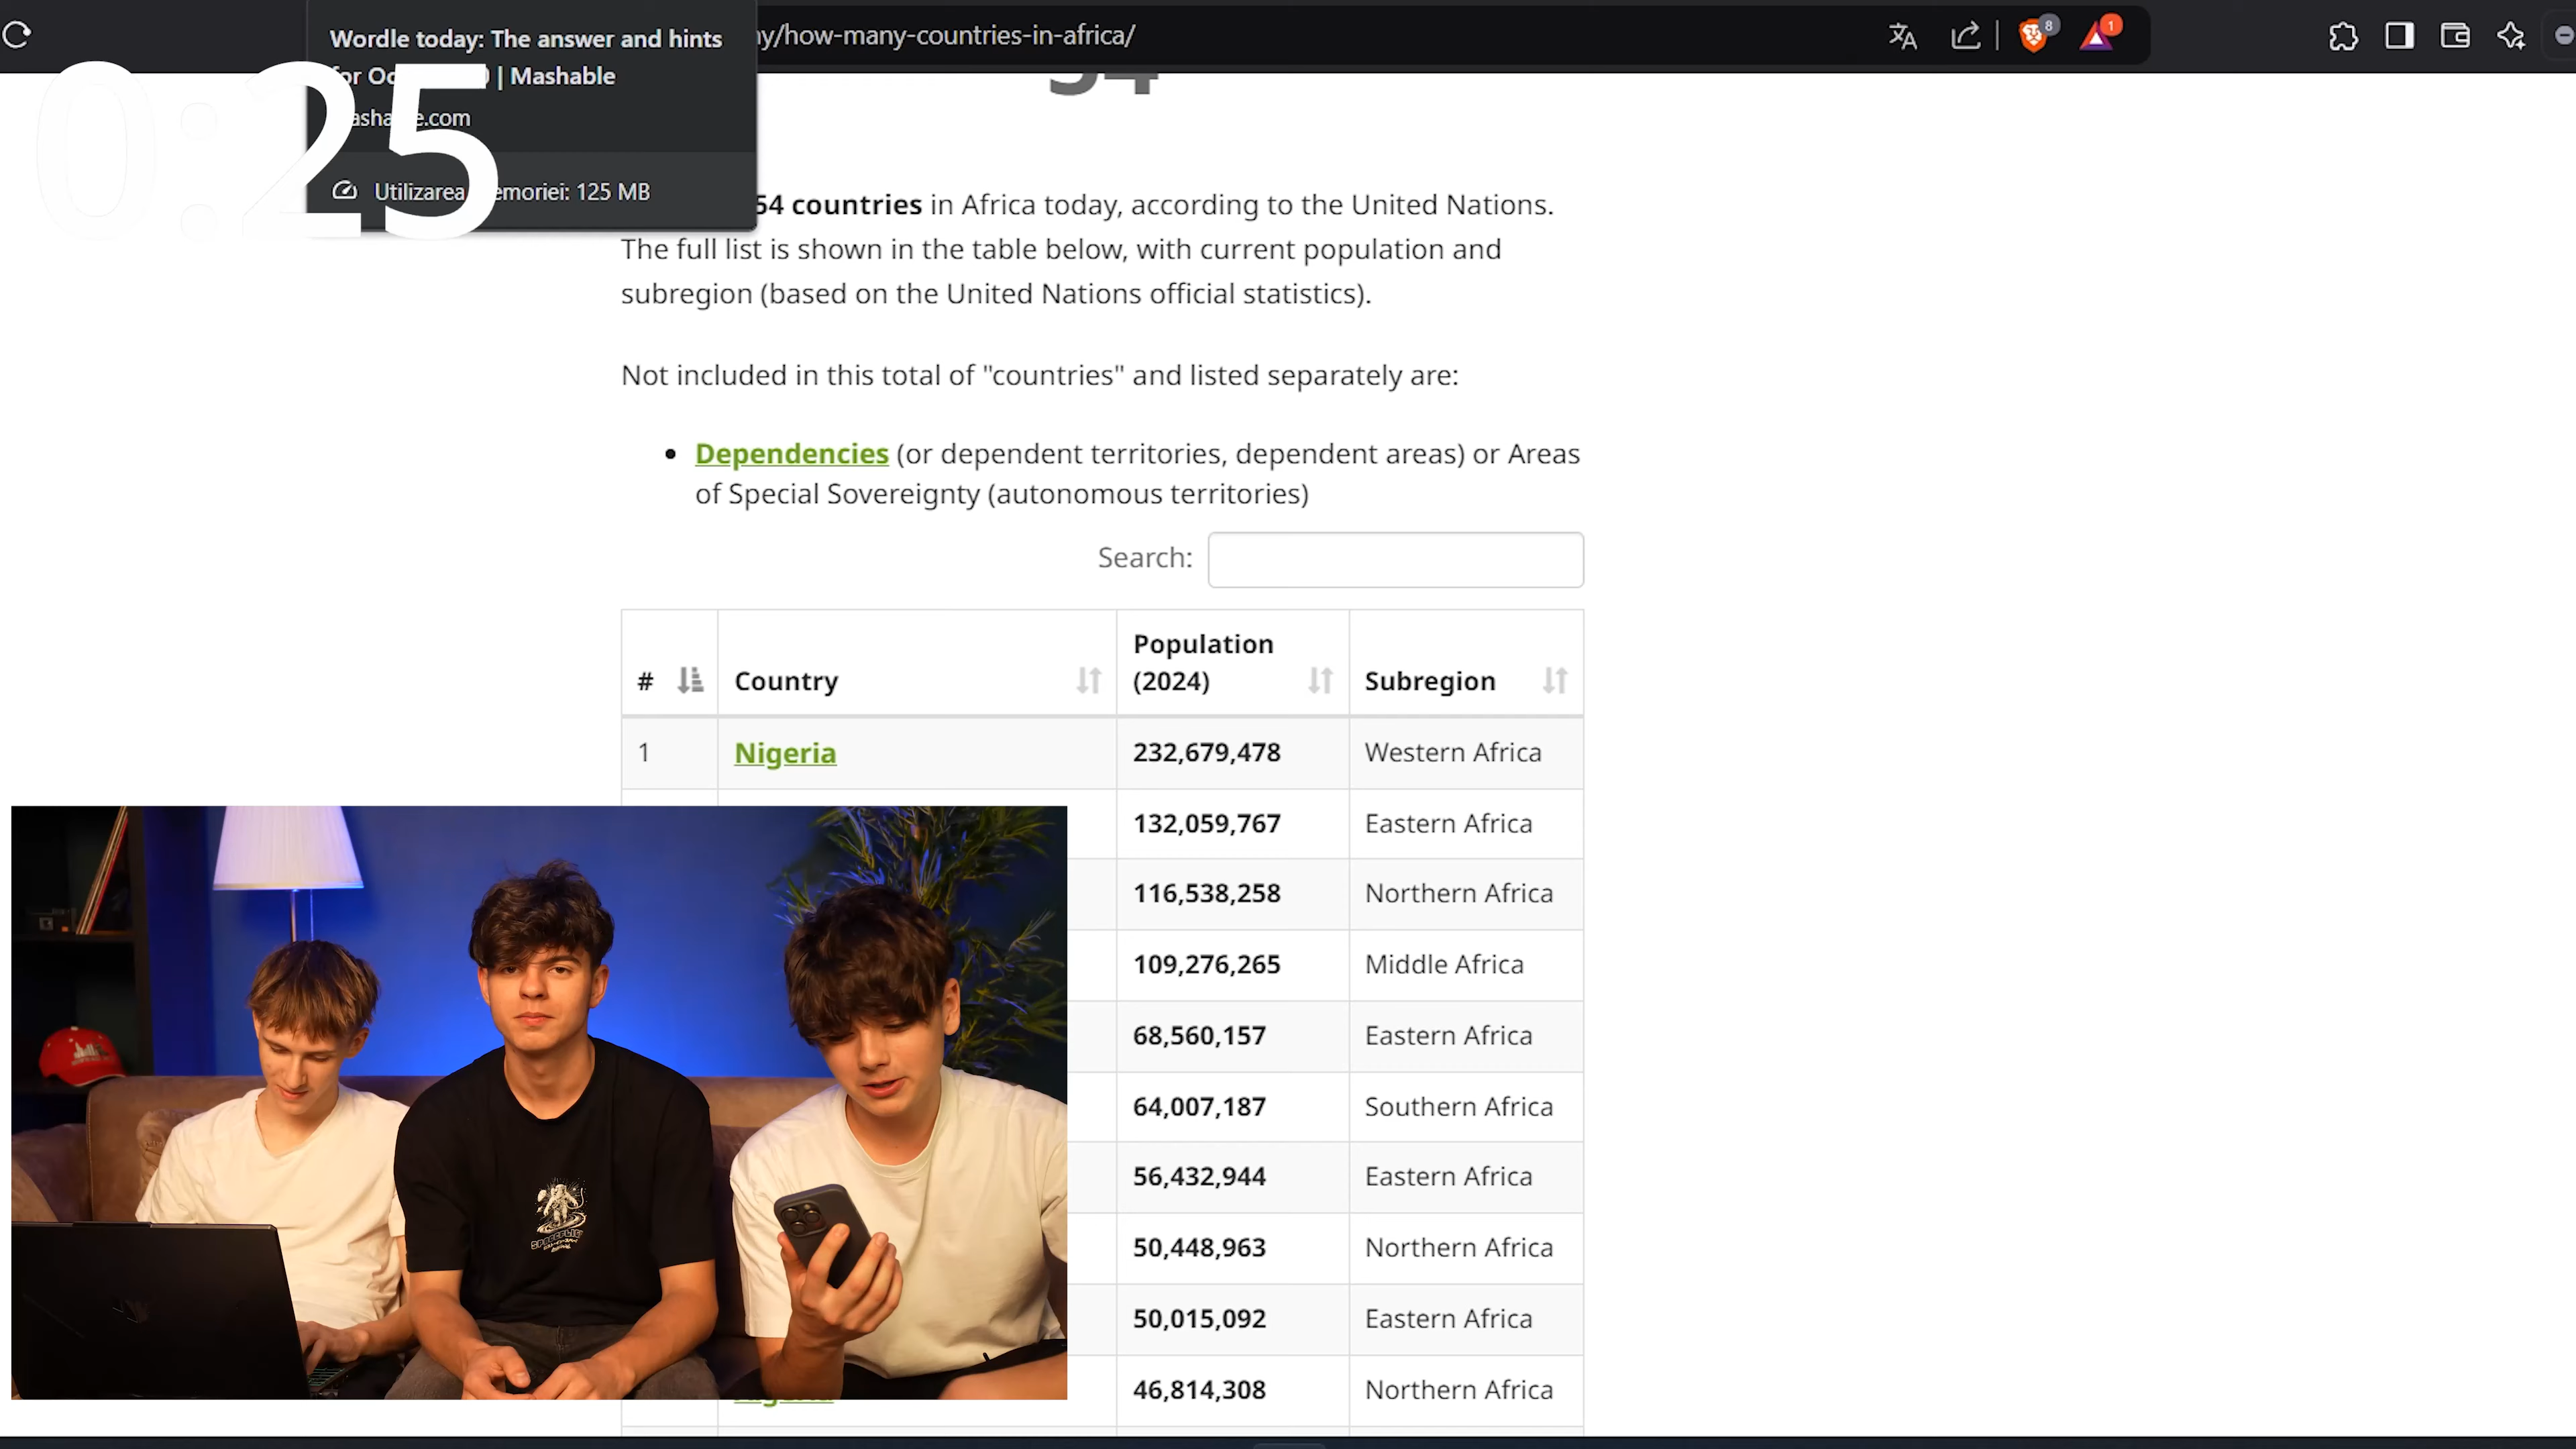 Wordle today: The answer and hints
for Oc | Mashable
y/how-many-countries-in-africa/
8
1
0:25
.com
Utilizarea memoriei: 125 MB
54
54 countries in Africa today, according to the United Nations.
The full list is shown in the table below, with current population and
subregion (based on the United Nations official statistics).
Not included in this total of "countries" and listed separately are:
Dependencies (or dependent territories, dependent areas) or Areas
of Special Sovereignty (autonomous territories)
Search:
# Country Population (2024) Subregion
1 Nigeria 232,679,478 Western Africa
132,059,767 Eastern Africa
116,538,258 Northern Africa
109,276,265 Middle Africa
68,560,157 Eastern Africa
64,007,187 Southern Africa
56,432,944 Eastern Africa
50,448,963 Northern Africa
50,015,092 Eastern Africa
46,814,308 Northern Africa